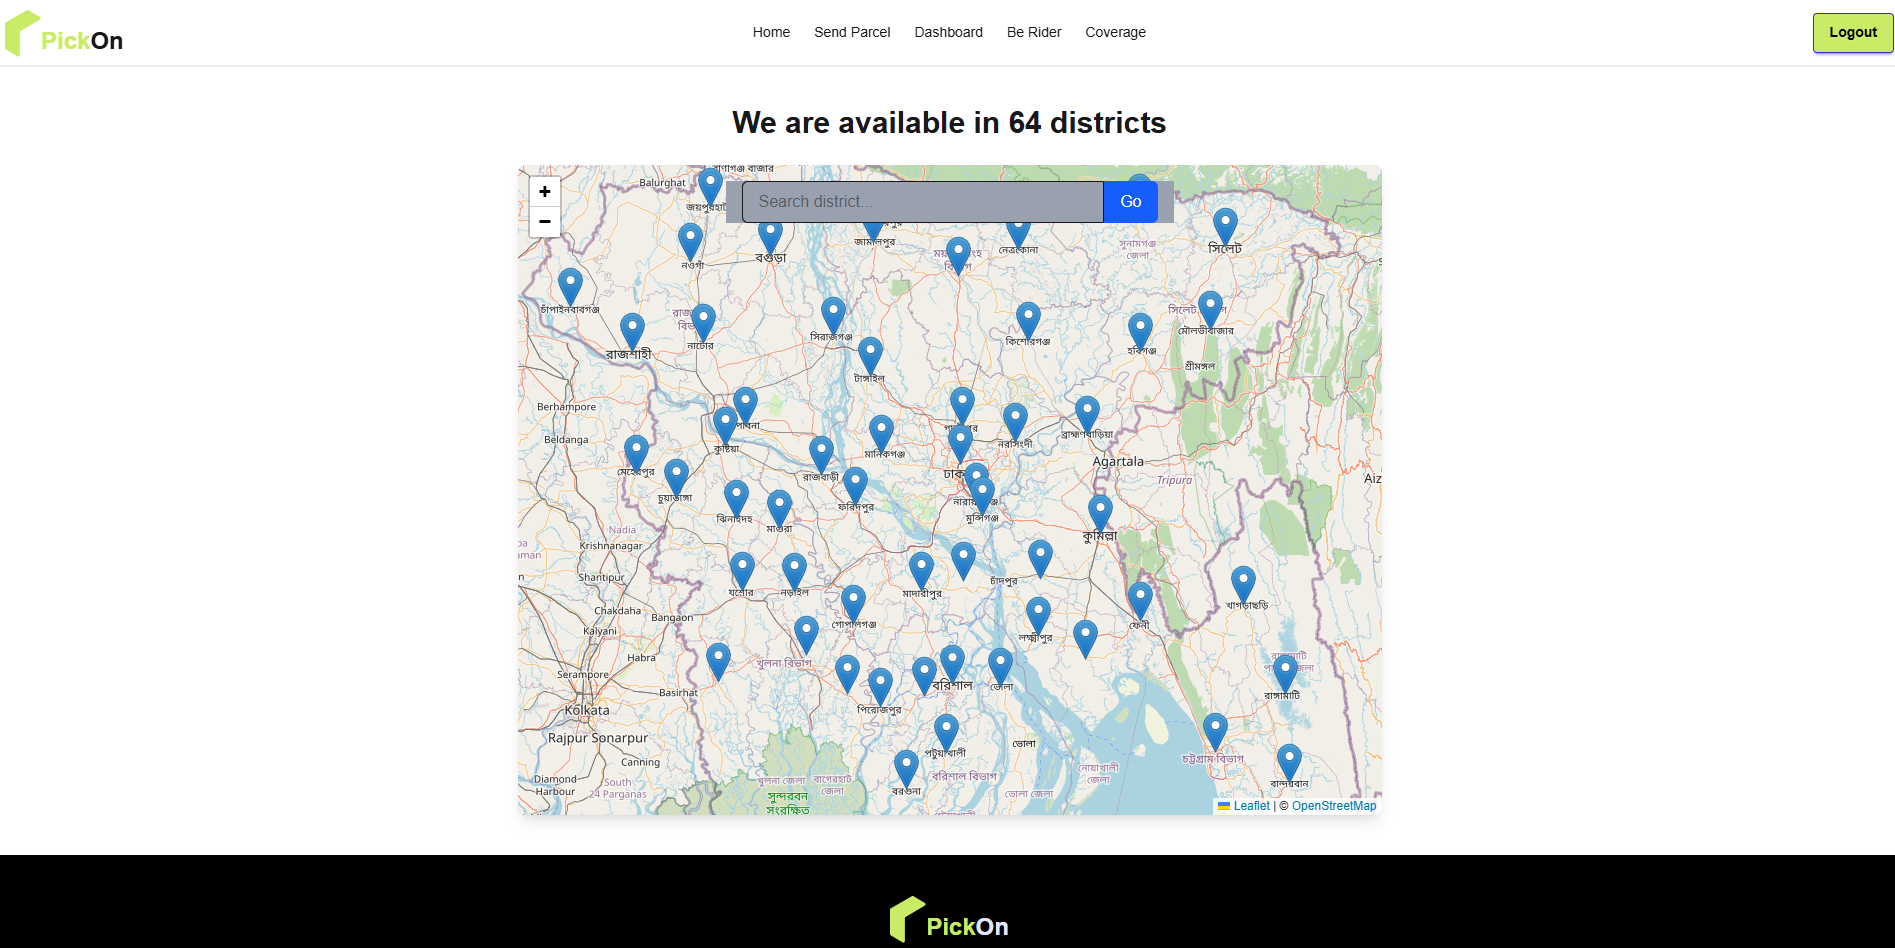 PickOn
Home Send Parcel Dashboard Be Rider Coverage
Logout
We are available in 64 districts
+
−
Search district...
Go
Balurghat
জয়পুরহাট
নওগাঁ
বগুড়া
জামালপুর
নেত্রকোনা
সুনামগঞ্জ
জেলা
সিলেট
চাঁপাইনবাবগঞ্জ
রাজশাহী
নাটোর
সিরাজগঞ্জ
টাঙ্গাইল
কিশোরগঞ্জ
হবিগঞ্জ
মৌলভীবাজার
শ্রীমঙ্গল
Berhampore
Beldanga
পাবনা
কুষ্টিয়া
মেহেরপুর
চুয়াডাঙ্গা
ঝিনাইদহ
মাগুরা
রাজবাড়ী
ফরিদপুর
মানিকগঞ্জ
নরসিংদী
ব্রাহ্মণবাড়িয়া
Agartala
Tripura
Aiz
মুন্সিগঞ্জ
কুমিল্লা
Nadia
Krishnanagar
Shantipur
Chakdaha
Bangaon
Kalyani
Habra
Serampore
Basirhat
Kolkata
Rajpur Sonarpur
Canning
Diamond
Harbour
South
24 Parganas
যশোর
নড়াইল
মাদারীপুর
চাঁদপুর
গোপালগঞ্জ
লক্ষ্মীপুর
ফেনী
খাগড়াছড়ি
খুলনা বিভাগ
পিরোজপুর
বরিশাল
ভোলা
রাঙ্গামাটি
পটুয়াখালী
ভোলা
বরগুনা
বরিশাল বিভাগ
ভোলা জেলা
নোয়াখালী
জেলা
চট্টগ্রাম বিভাগ
বান্দরবান
খুলনা জেলা
বাগেরহাট
জেলা
সুন্দরবন
সংরক্ষিত
Leaflet | © OpenStreetMap
PickOn